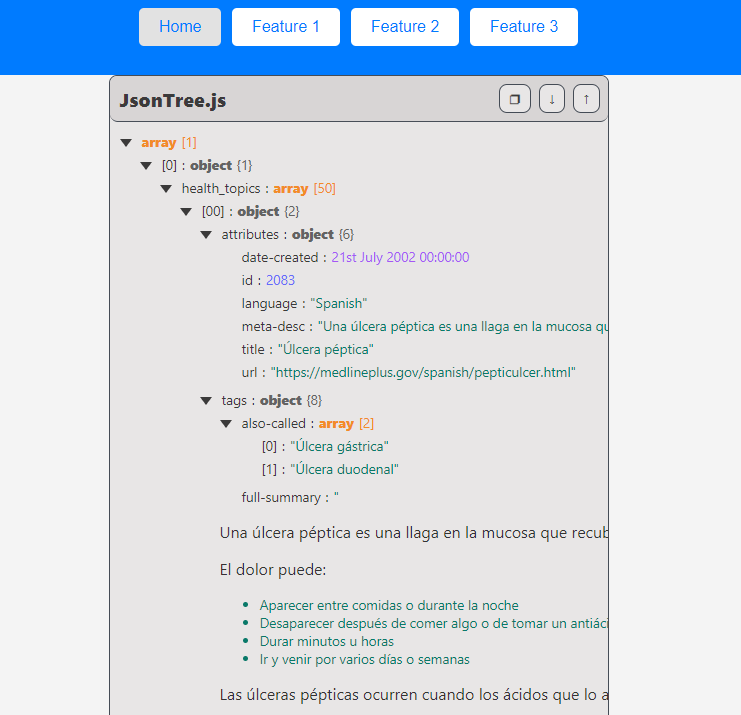 Home Feature 1 Feature 2 Feature 3
JsonTree.js
array [1]
[0] : object {1}
health_topics : array [50]
[00] : object {2}
attributes : object {6}
date-created : 21st July 2002 00:00:00
id : 2083
language : "Spanish"
meta-desc : "Una úlcera péptica es una llaga en la mucosa
title : "Úlcera péptica"
url : "https://medlineplus.gov/spanish/pepticulcer.html"
tags : object {8}
also-called : array [2]
[0] : "Úlcera gástrica"
[1] : "Úlcera duodenal"
full-summary : "
Una úlcera péptica es una llaga en la mucosa que recub
El dolor puede:
• Aparecer entre comidas o durante la noche
• Desaparecer después de comer algo o de tomar un antiáci
• Durar minutos u horas
• Ir y venir por varios días o semanas
Las úlceras pépticas ocurren cuando los ácidos que lo a